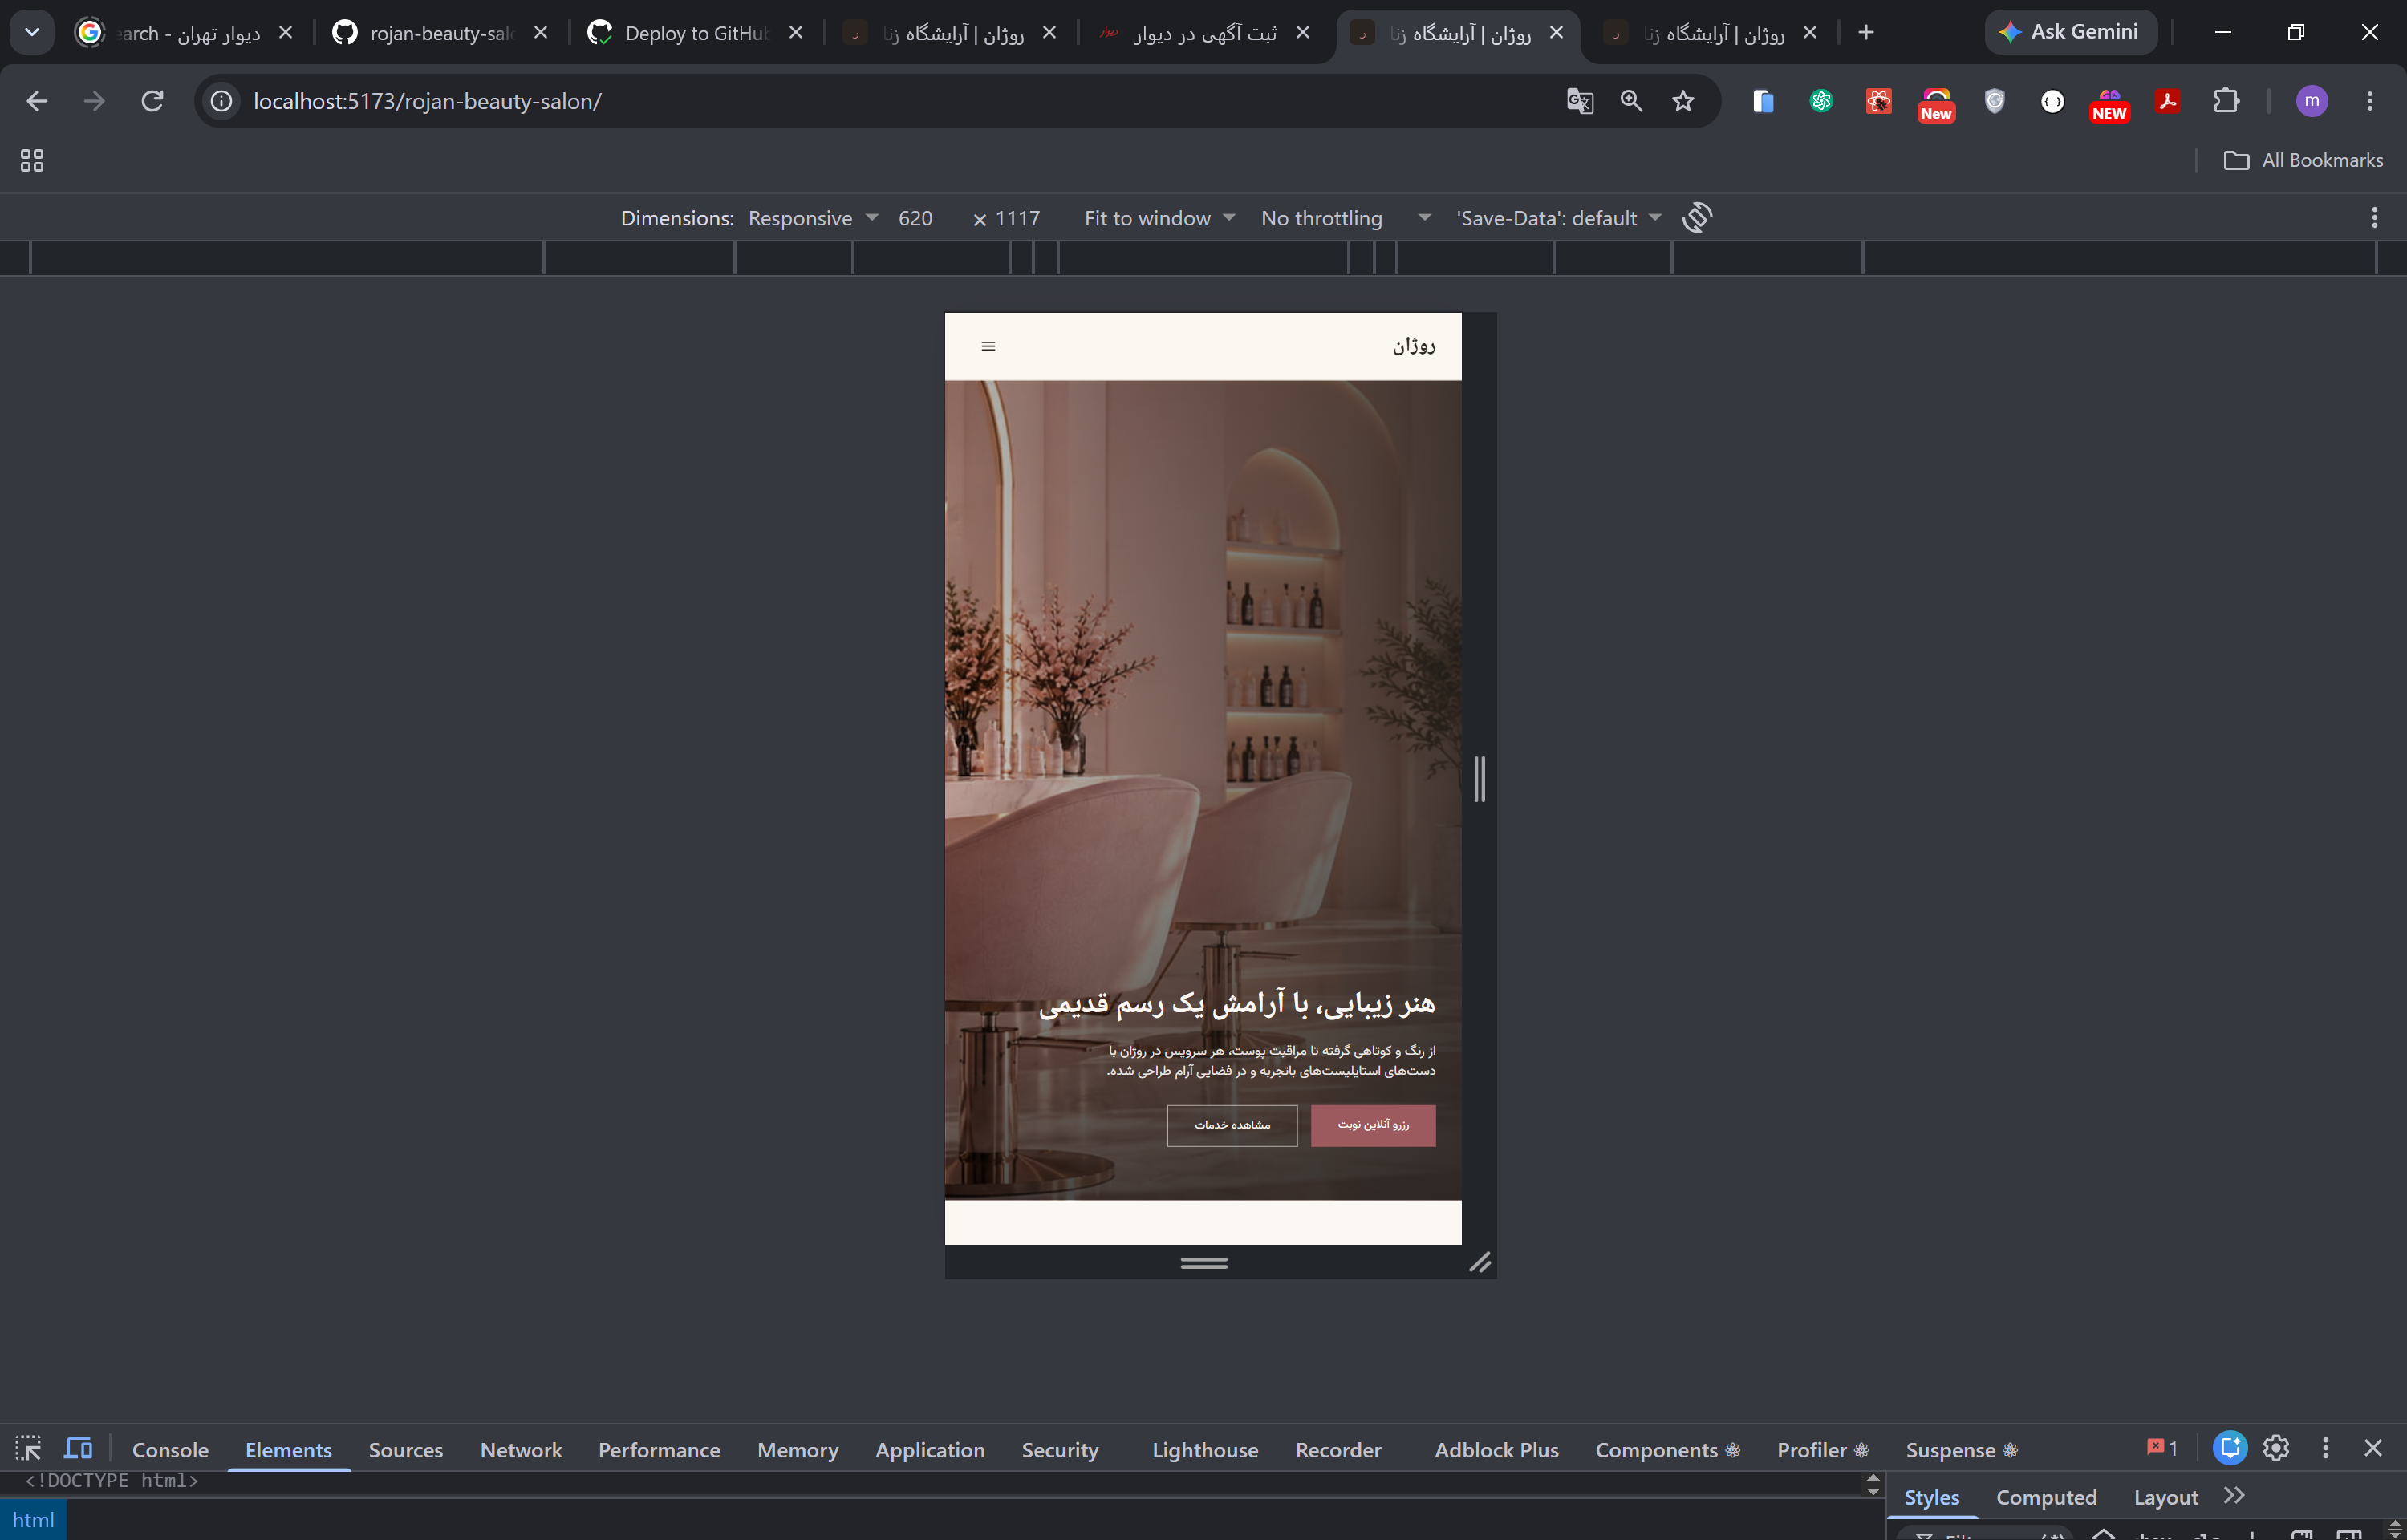 arch - دیوار تهران
rojan-beauty-sal
Deploy to GitHub
روژان | آرایشگاه زنا
ثبت آگهی در دیوار
روژان | آرایشگاه زنا
روژان | آرایشگاه زنا
Ask Gemini
localhost:5173/rojan-beauty-salon/
New
NEW
m
All Bookmarks
Dimensions: Responsive 620 × 1117 Fit to window No throttling 'Save-Data': default
روژان
هنر زیبایی، با آرامش یک رسم قدیمی
از رنگ و کوتاهی گرفته تا مراقبت پوست، هر سرویس در روژان با
دست‌های استایلیست‌های باتجربه و در فضایی آرام طراحی شده.
رزرو آنلاین نوبت
مشاهده خدمات
Console Elements Sources Network Performance Memory Application Security Lighthouse Recorder Adblock Plus Components Profiler Suspense 1
<!DOCTYPE html>
Styles Computed Layout
html